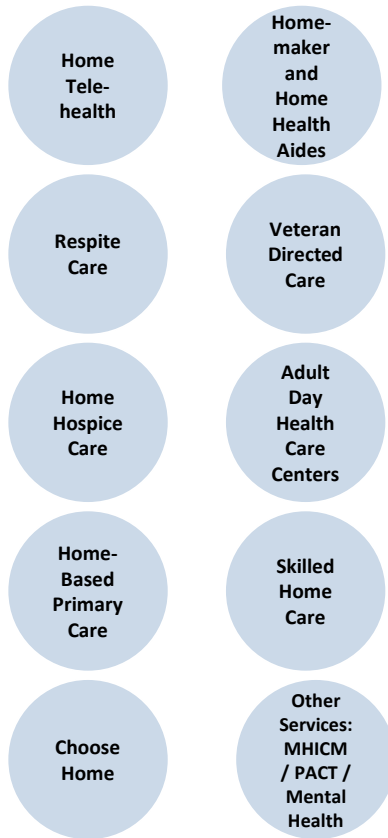 Home
Tele-
health
Home-
maker
and
Home
Health
Aides
Respite
Care
Veteran
Directed
Care
Home
Hospice
Care
Adult
Day
Health
Care
Centers
Home-
Based
Primary
Care
Skilled
Home
Care
Choose
Home
Other
Services:
MHICM
/ PACT /
Mental
Health